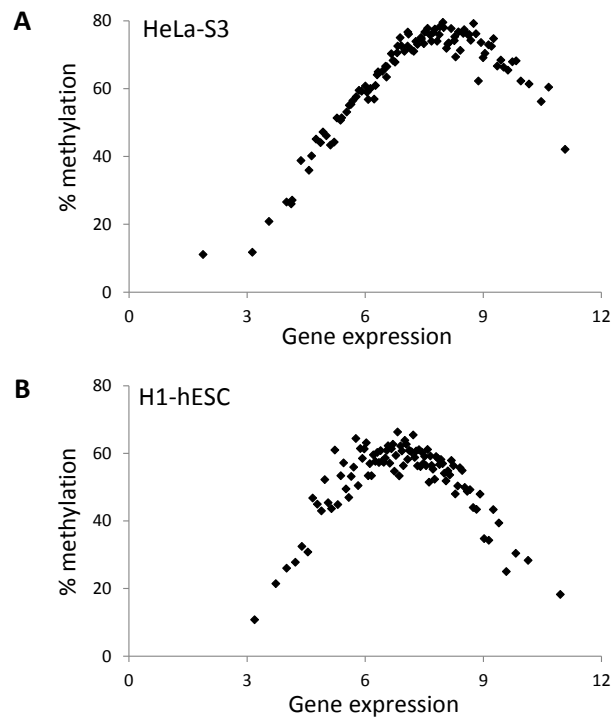 A
HeLa-S3
80
60
40
20
0
% methylation
0 3 6 9 12
Gene expression
B
H1-hESC
80
60
40
20
0
% methylation
0 3 6 9 12
Gene expression